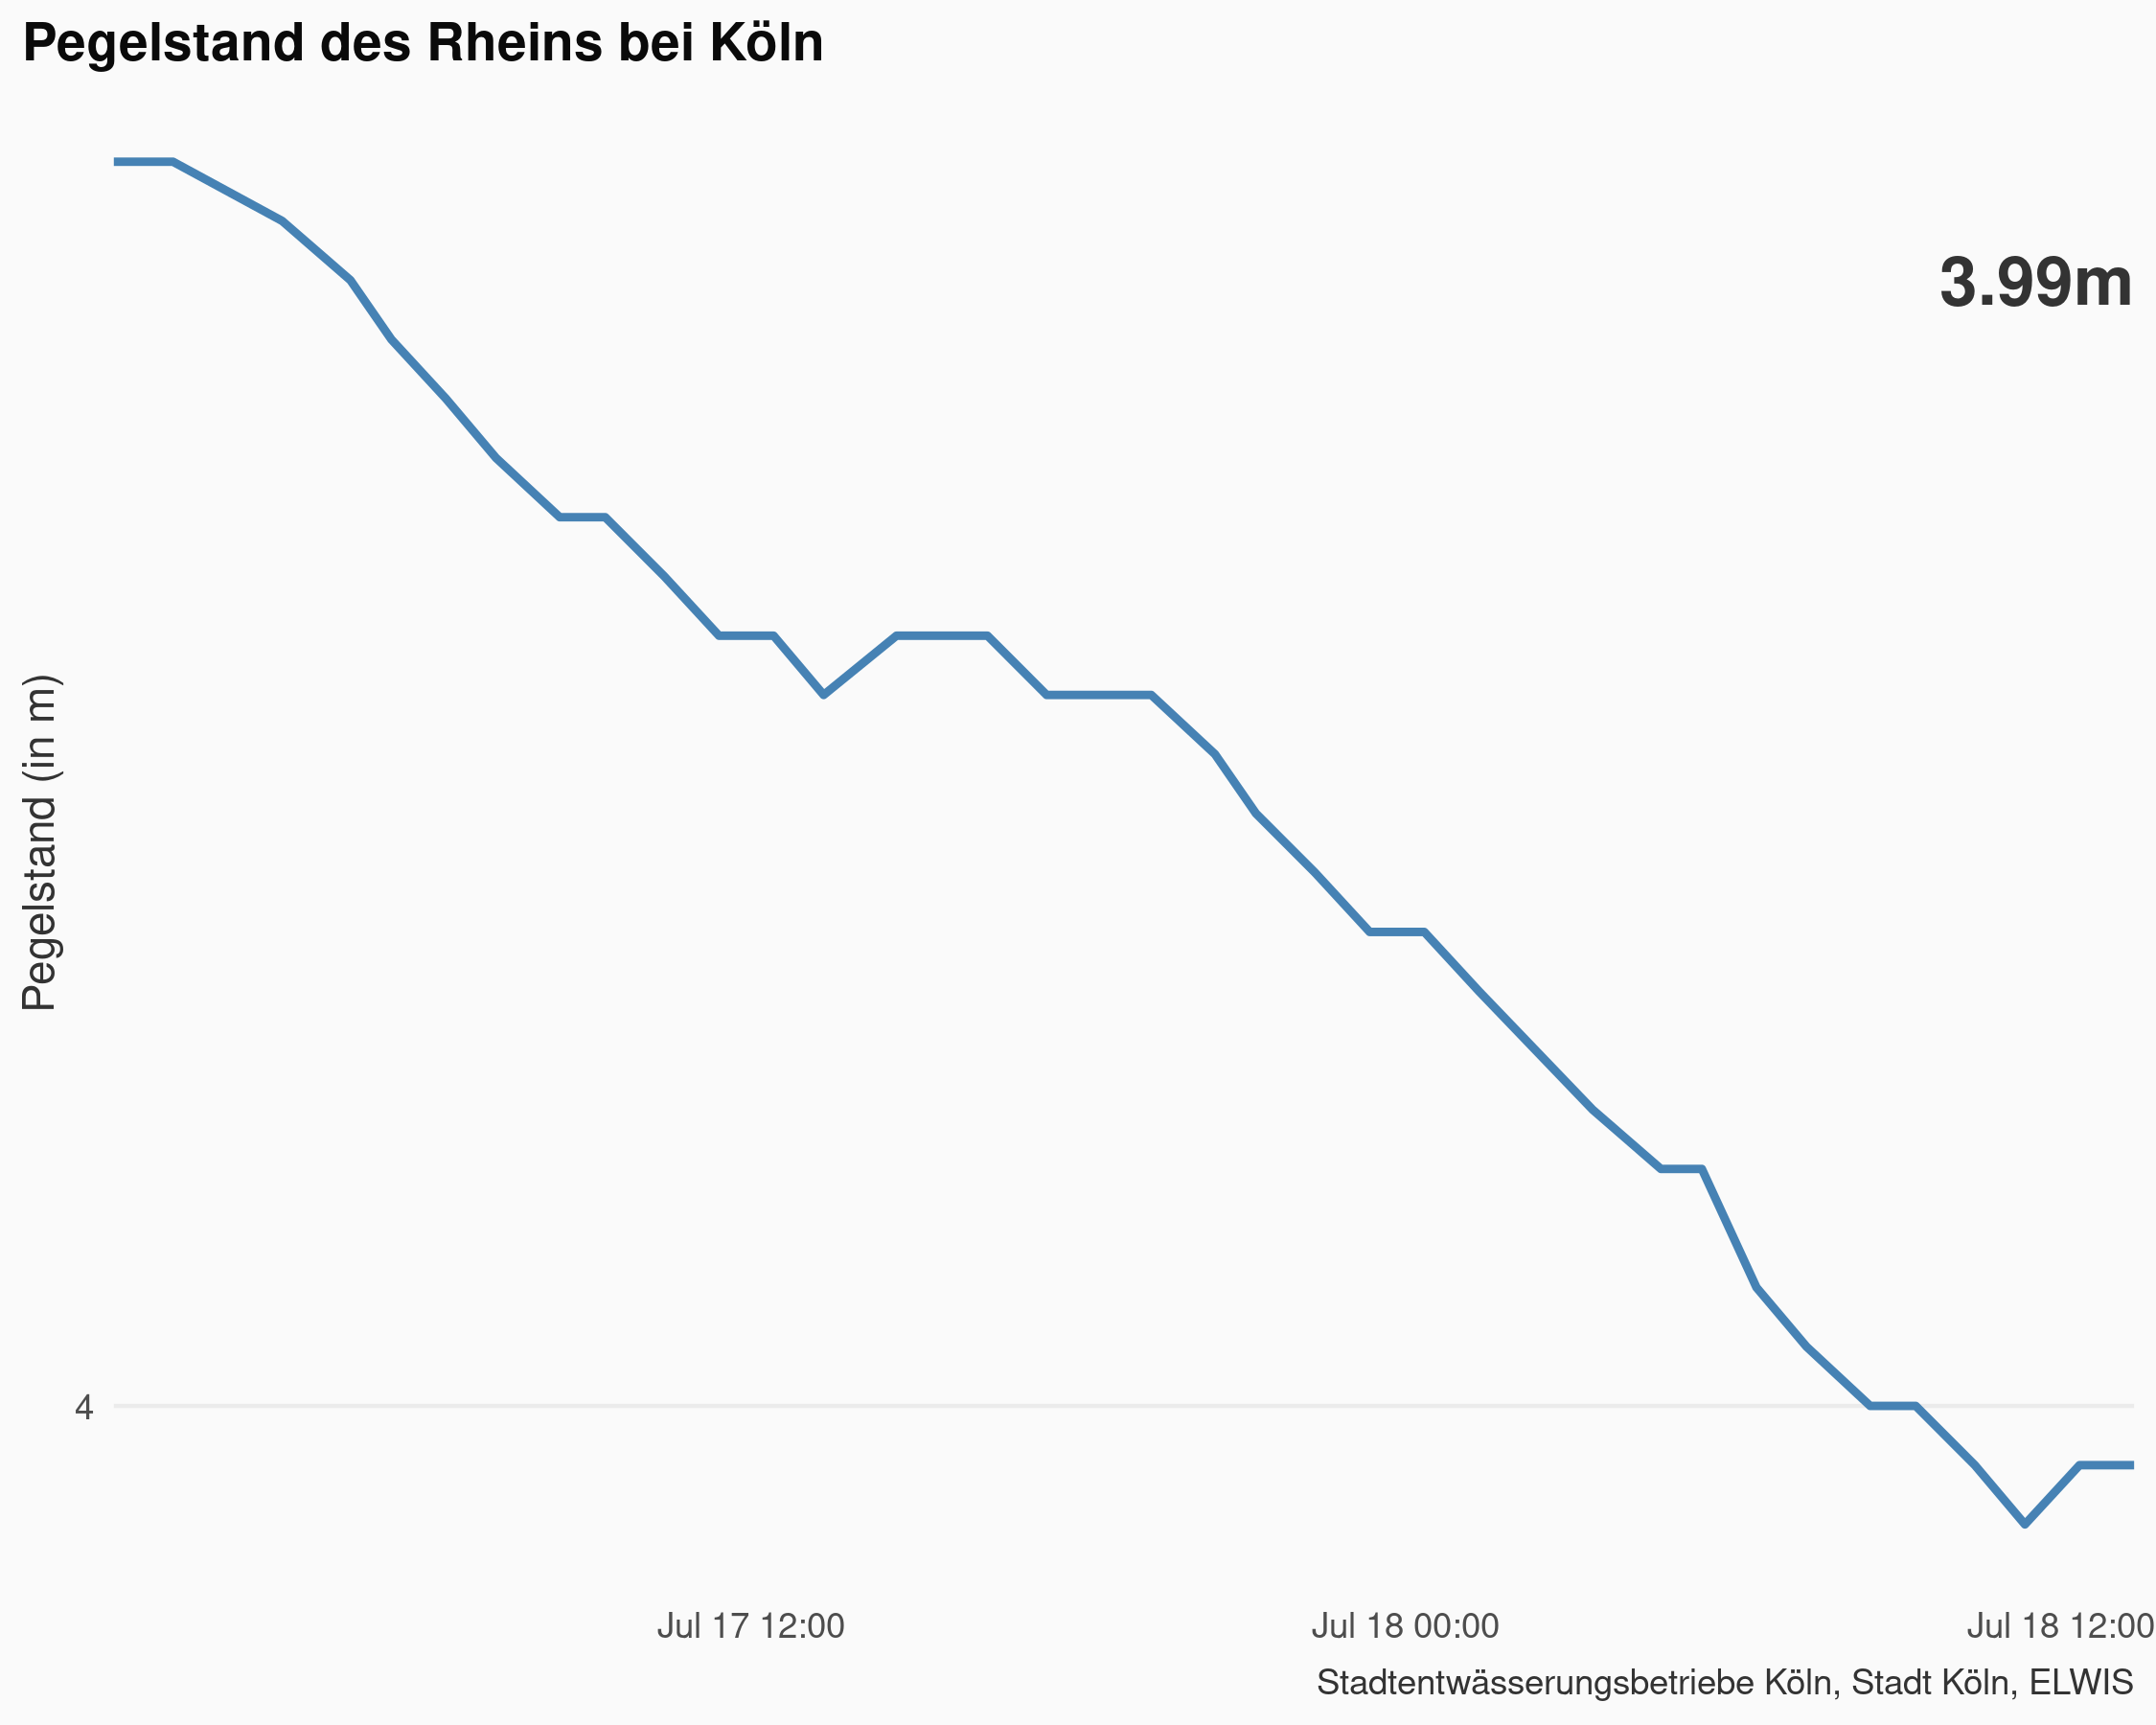 Pegelstand des Rheins bei Köln
3.99m
Pegelstand (in m)
4
Jul 17 12:00
Jul 18 00:00
Jul 18 12:00
Stadtentwässerungsbetriebe Köln, Stadt Köln, ELWIS